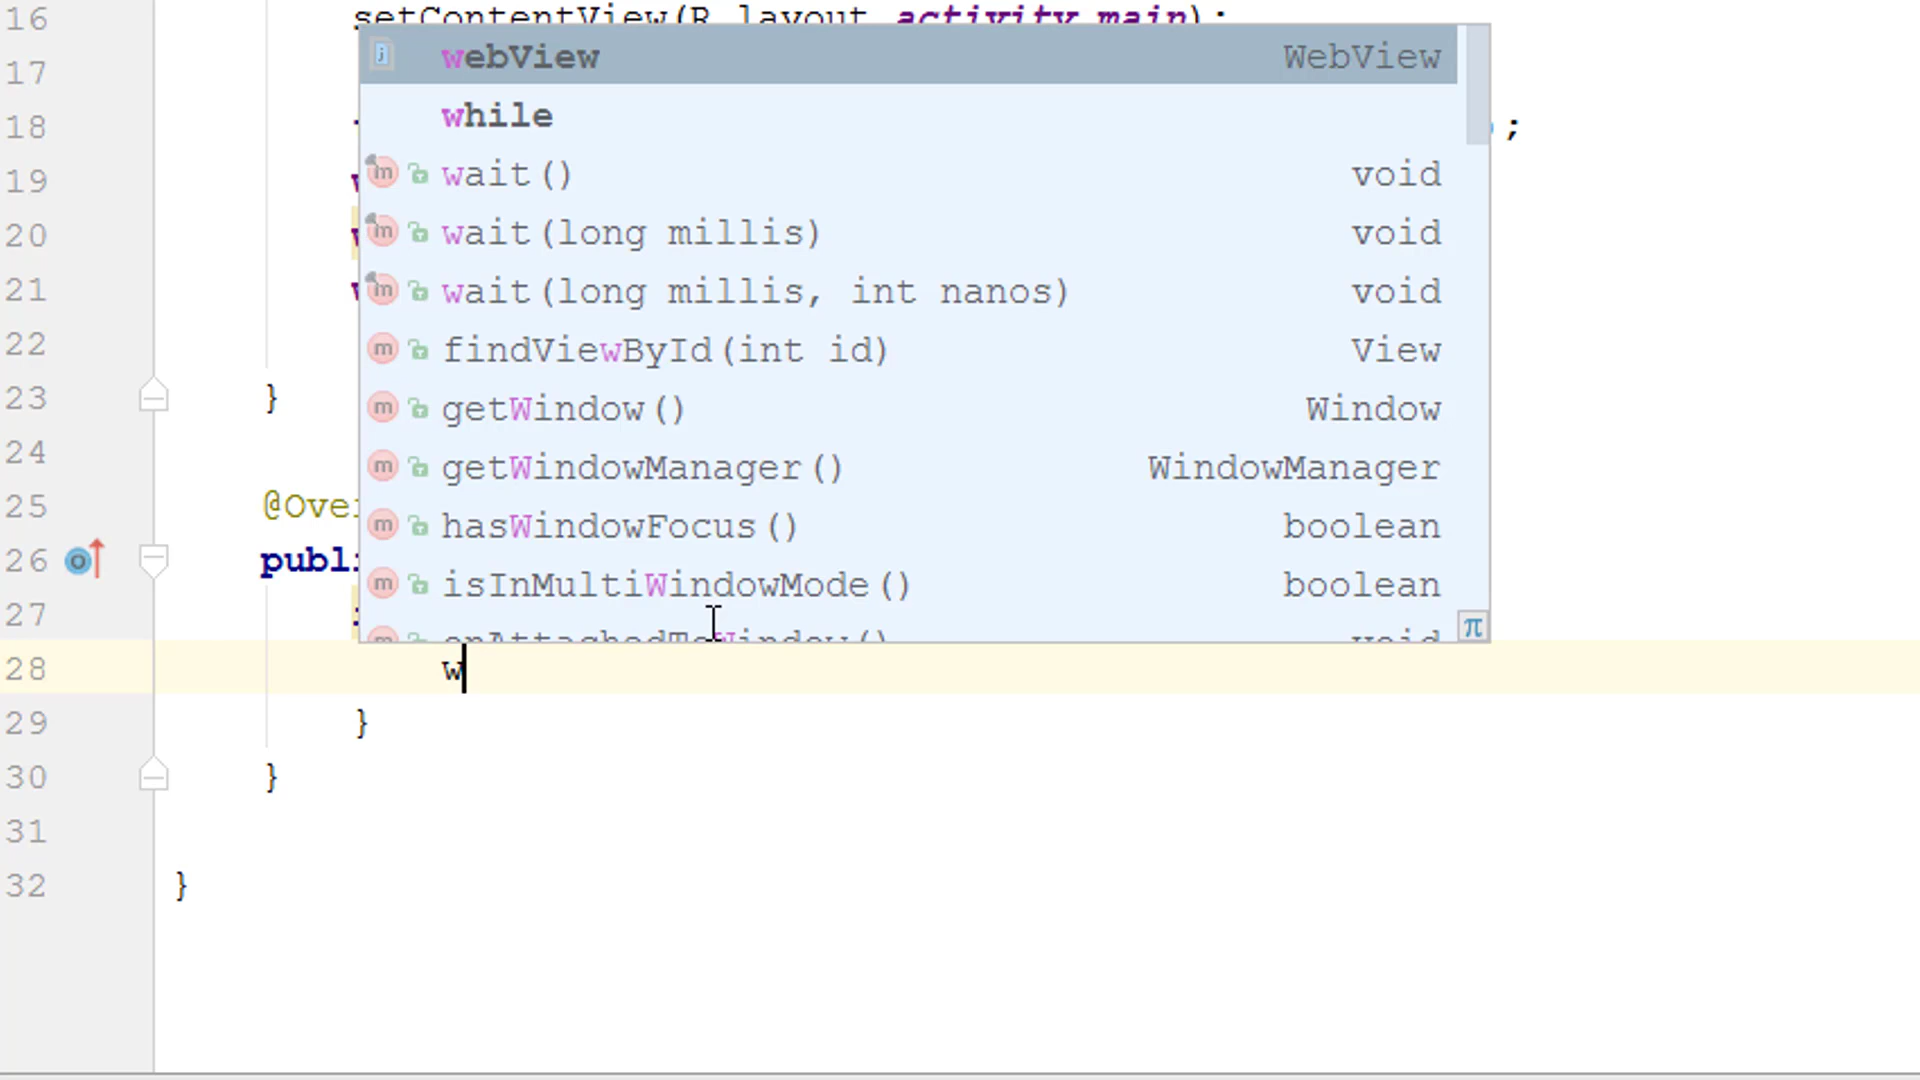 16 setContentView(R.layout.activity_main);
webView WebView
17
while
18 ;
wait() void
19
wait(long millis) void
20
wait(long millis, int nanos) void
21
findViewById(int id) View
22
23 }
getWindow() Window
24
getWindowManager() WindowManager
25 @Over
hasWindowFocus() boolean
26 publi
isInMultiWindowMode() boolean
27
onAttachedToWindow() void
π
28 w
29 }
30 }
31
32 }